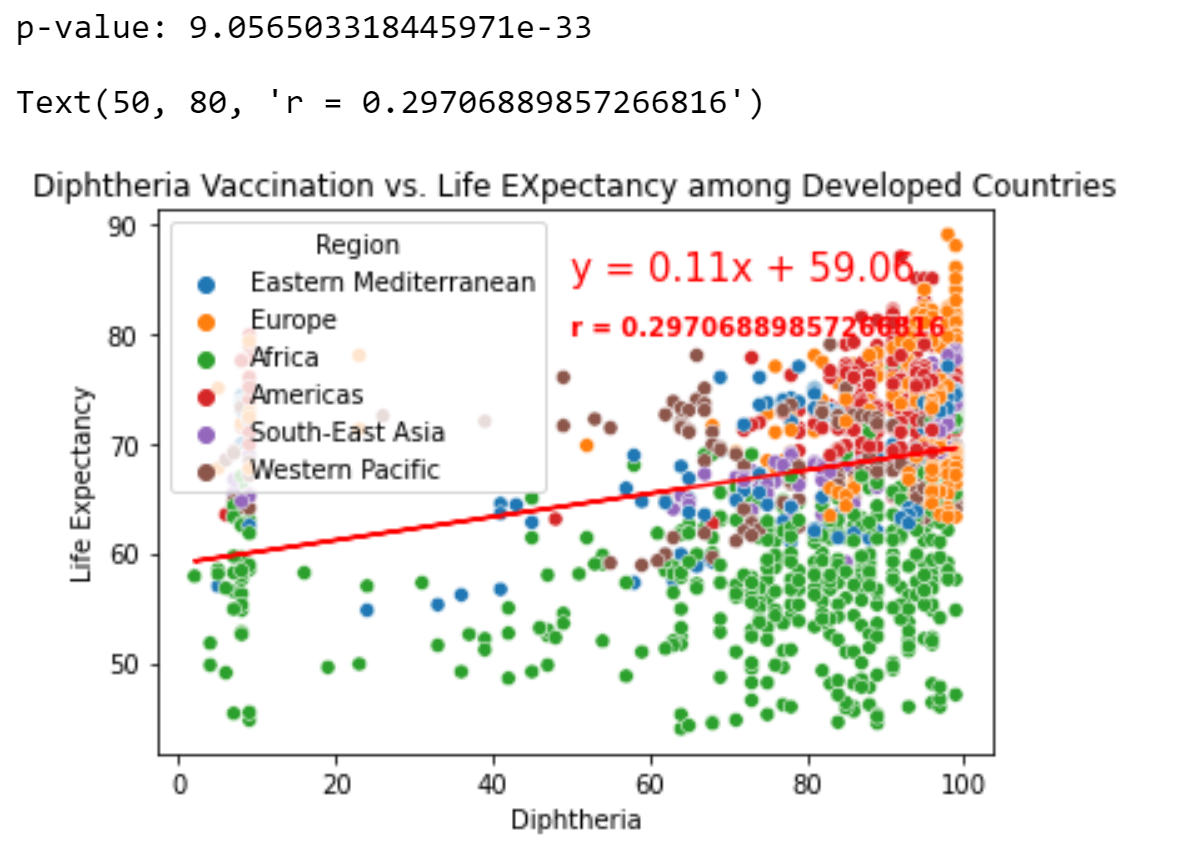 p-value: 9.056503318445971e-33
Text(50, 80, 'r = 0.29706889857266816')
Diphtheria Vaccination vs. Life EXpectancy among Developed Countries
90
80
70
60
50
Life Expectancy
Region
Eastern Mediterranean
Europe
Africa
Americas
South-East Asia
Western Pacific
y = 0.11x + 59.06
r = 0.29706889857266816
0 20 40 60 80 100
Diphtheria